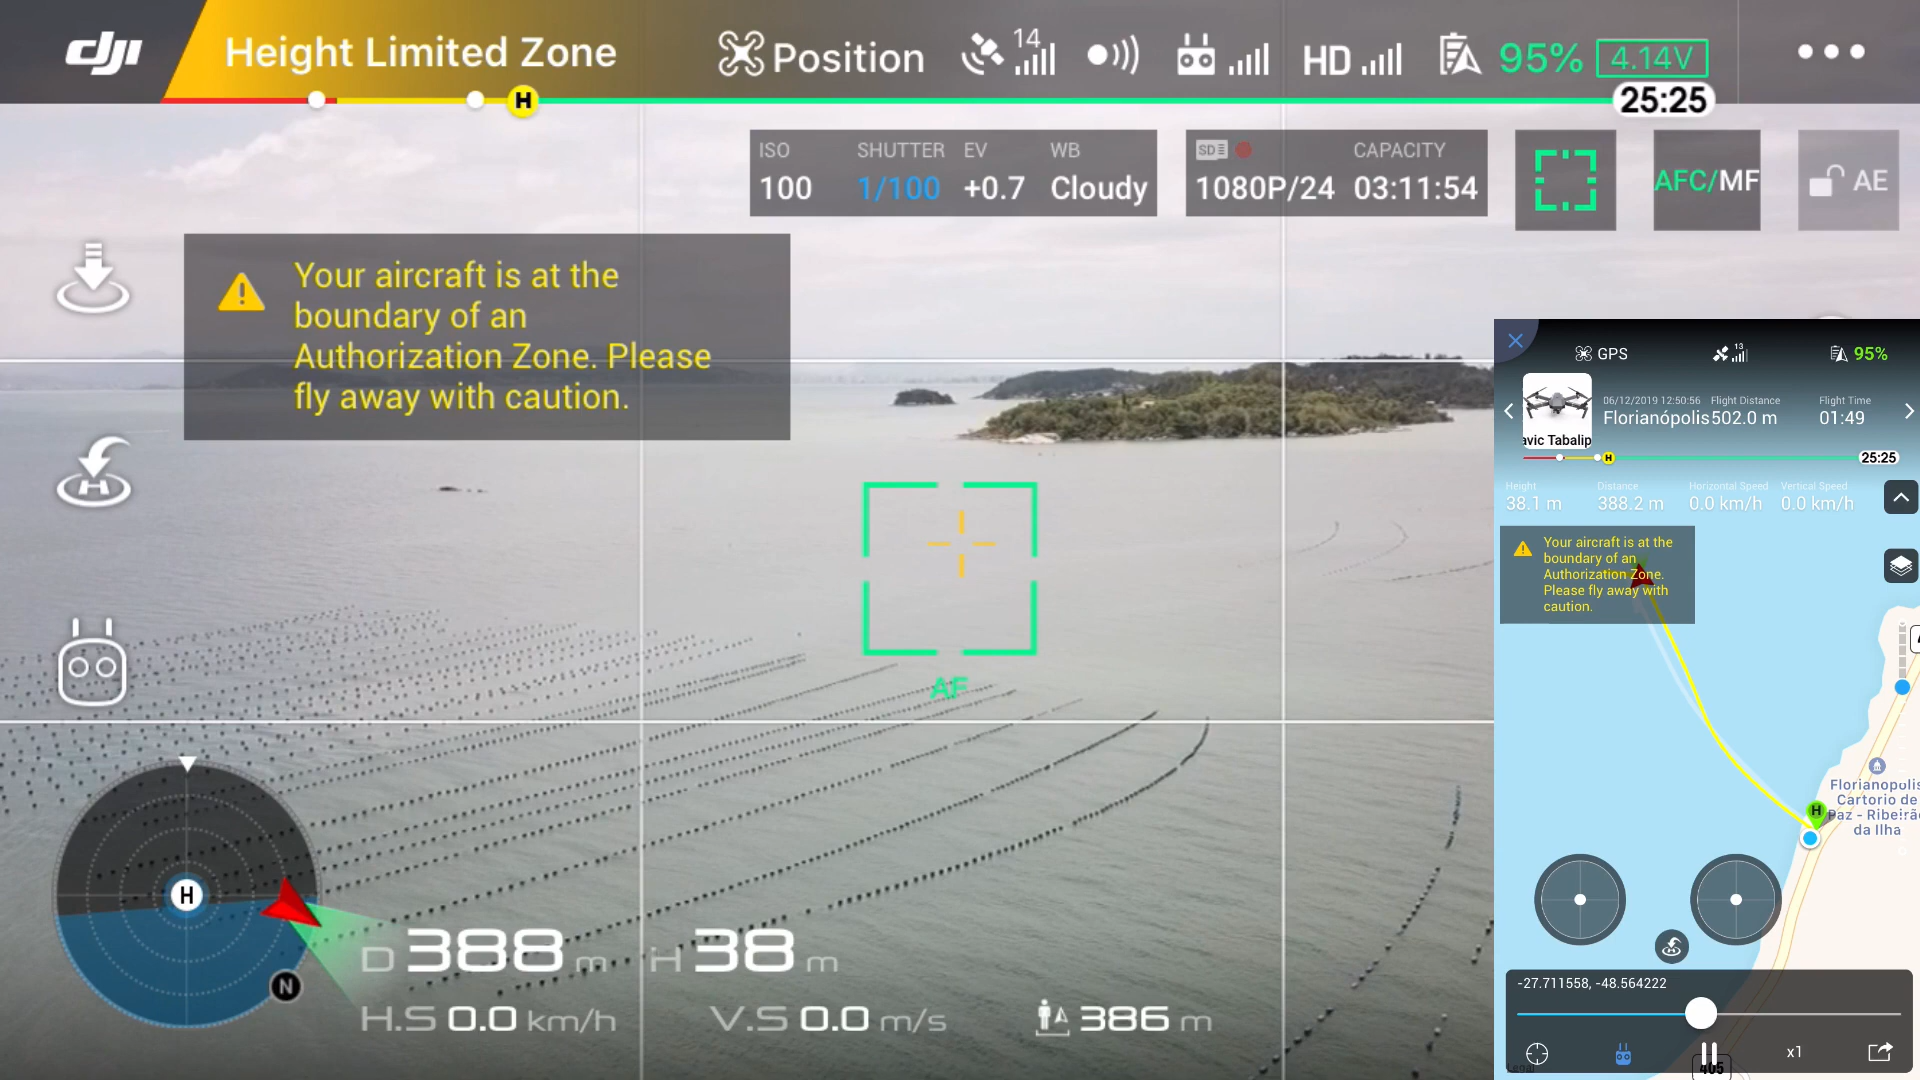 dji Height Limited Zone Position 14 HD 95% 4.14V
H 25:25
ISO SHUTTER EV WB SD CAPACITY
100 1/100 +0.7 Cloudy 1080P/24 03:11:54 AFC/MF AE
Your aircraft is at the
boundary of an
Authorization Zone. Please
fly away with caution.
AF
H
N
D 388 m H 38 m
H.S 0.0 km/h V.S 0.0 m/s 386 m
GPS 13 95%
06/12/2019 12:50:56 Flight Distance Flight Time
Florianópolis 502.0 m 01:49
avic Tabalip
H 25:25
Height Distance Horizontal Speed Vertical Speed
38.1 m 388.2 m 0.0 km/h 0.0 km/h
Your aircraft is at the
boundary of an
Authorization Zone.
Please fly away with
caution.
Florianopolis
Cartorio de
H Paz - Ribeirão
da Ilha
-27.711558, -48.564222
x1
Legal 405